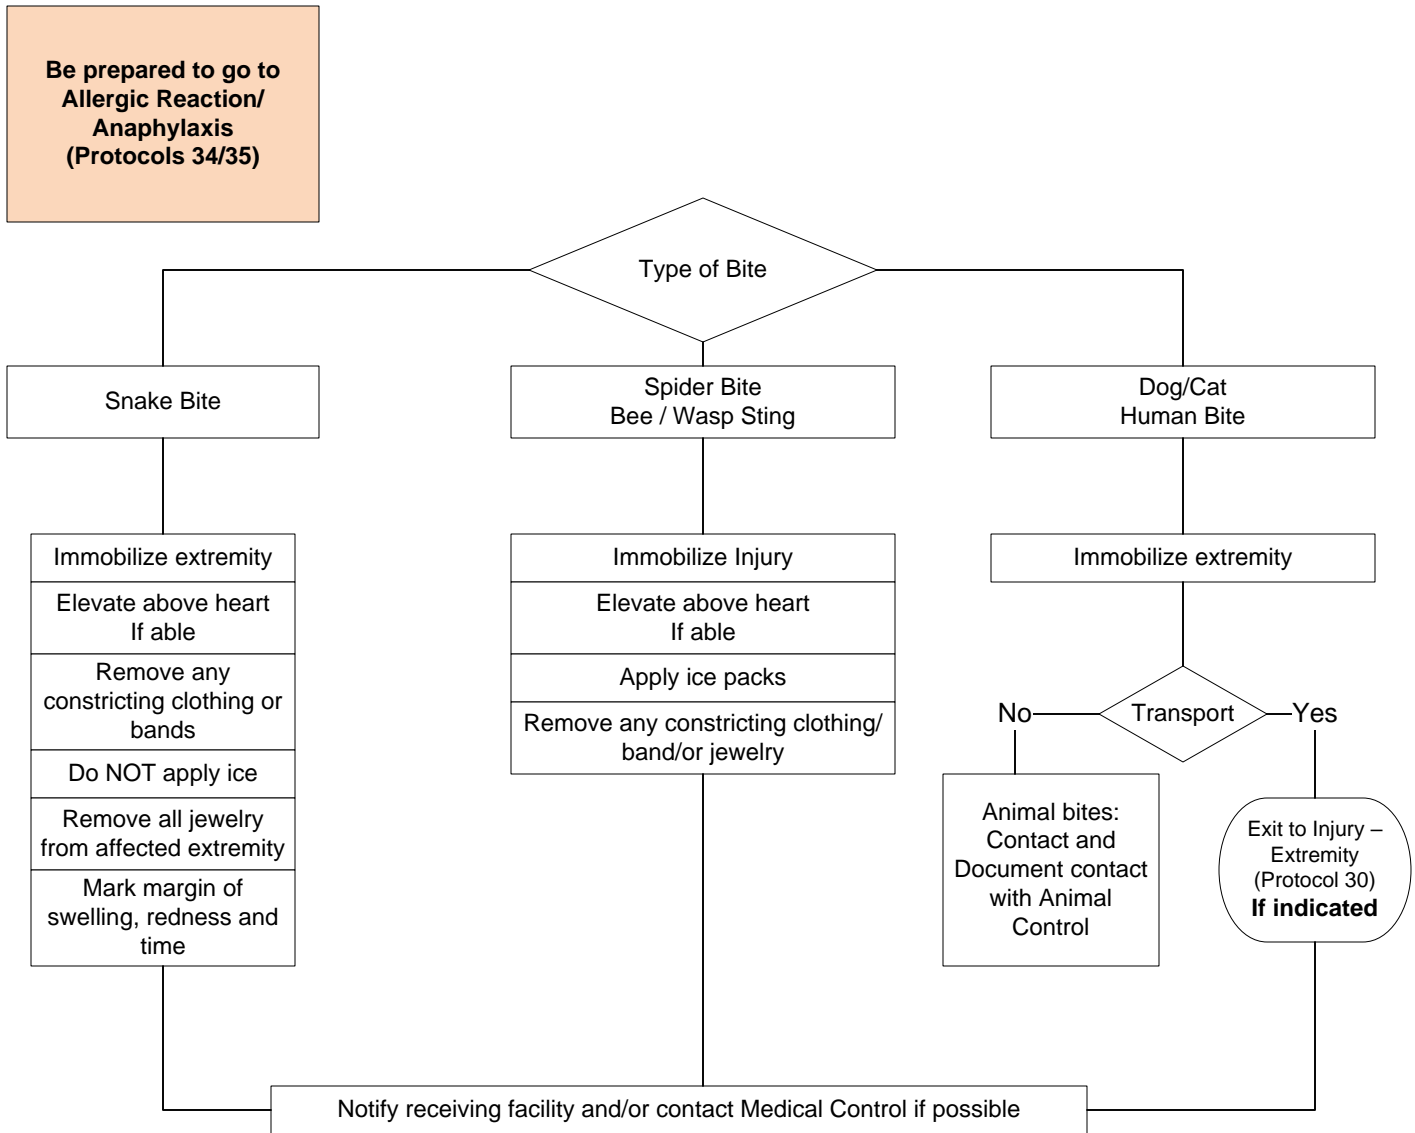 Be prepared to go to
Allergic Reaction/
Anaphylaxis
(Protocols 34/35)
Type of Bite
Snake Bite
Spider Bite
Bee / Wasp Sting
Dog/Cat
Human Bite
Immobilize extremity
Elevate above heart
If able
Remove any
constricting clothing or
bands
Do NOT apply ice
Remove all jewelry
from affected extremity
Mark margin of
swelling, redness and
time
Immobilize Injury
Elevate above heart
If able
Apply ice packs
Remove any constricting clothing/
band/or jewelry
Immobilize extremity
Transport
No
Yes
Animal bites:
Contact and
Document contact
with Animal
Control
Exit to Injury –
Extremity
(Protocol 30)
If indicated
Notify receiving facility and/or contact Medical Control if possible